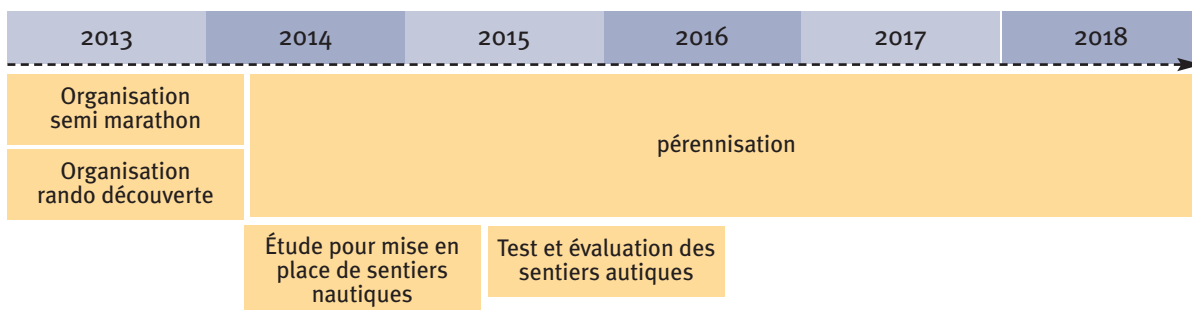 2013 2014 2015 2016 2017 2018
Organisation
semi marathon
Organisation
rando découverte
pérennisation
Étude pour mise en
place de sentiers
nautiques
Test et évaluation des
sentiers autiques